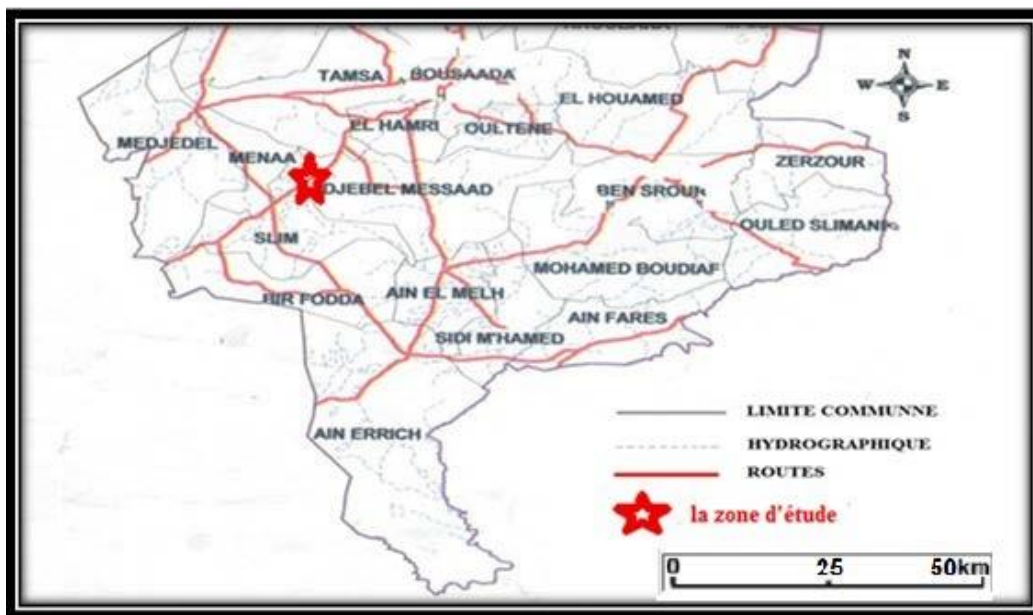 TAMSA
BOUSAADA
EL HOUAMED
N
W E
S
MEDJEDEL
EL HAMRI
OULTENE
MENAA
ZERZOUR
DJEBEL MESSAAD
BEN SROUR
OULED SLIMANE
SLIM
MOHAMED BOUDIAF
BIR FODDA
AIN EL MELH
AIN FARES
SIDI M'HAMED
AIN ERRICH
LIMITE COMMUNNE
HYDROGRAPHIQUE
ROUTES
la zone d'étude
0 25 50km